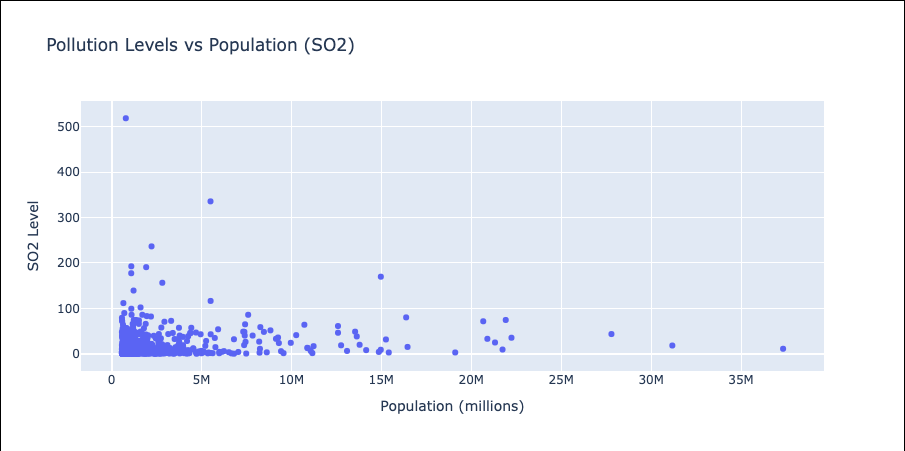 Pollution Levels vs Population (SO2)
SO2 Level
500
400
300
200
100
0
0 5M 10M 15M 20M 25M 30M 35M
Population (millions)